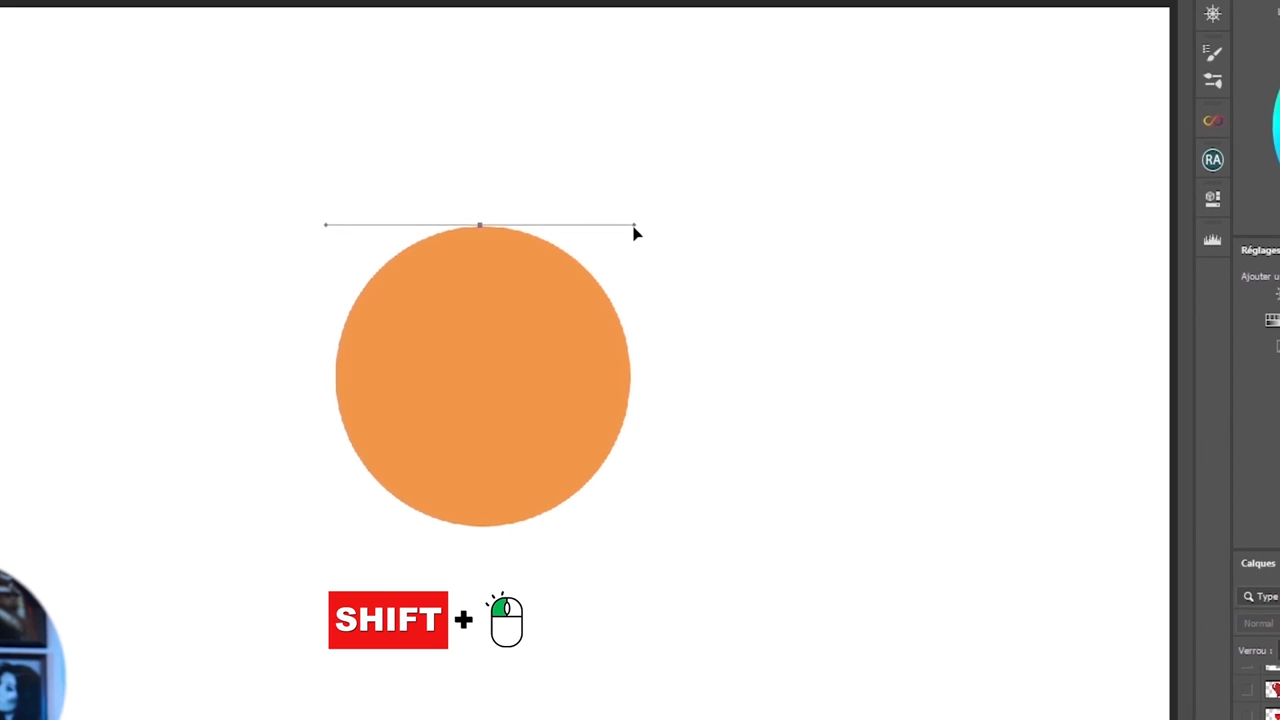 RA
Réglages
Ajouter u
Calques
Type
Normal
Verrou :
SHIFT +